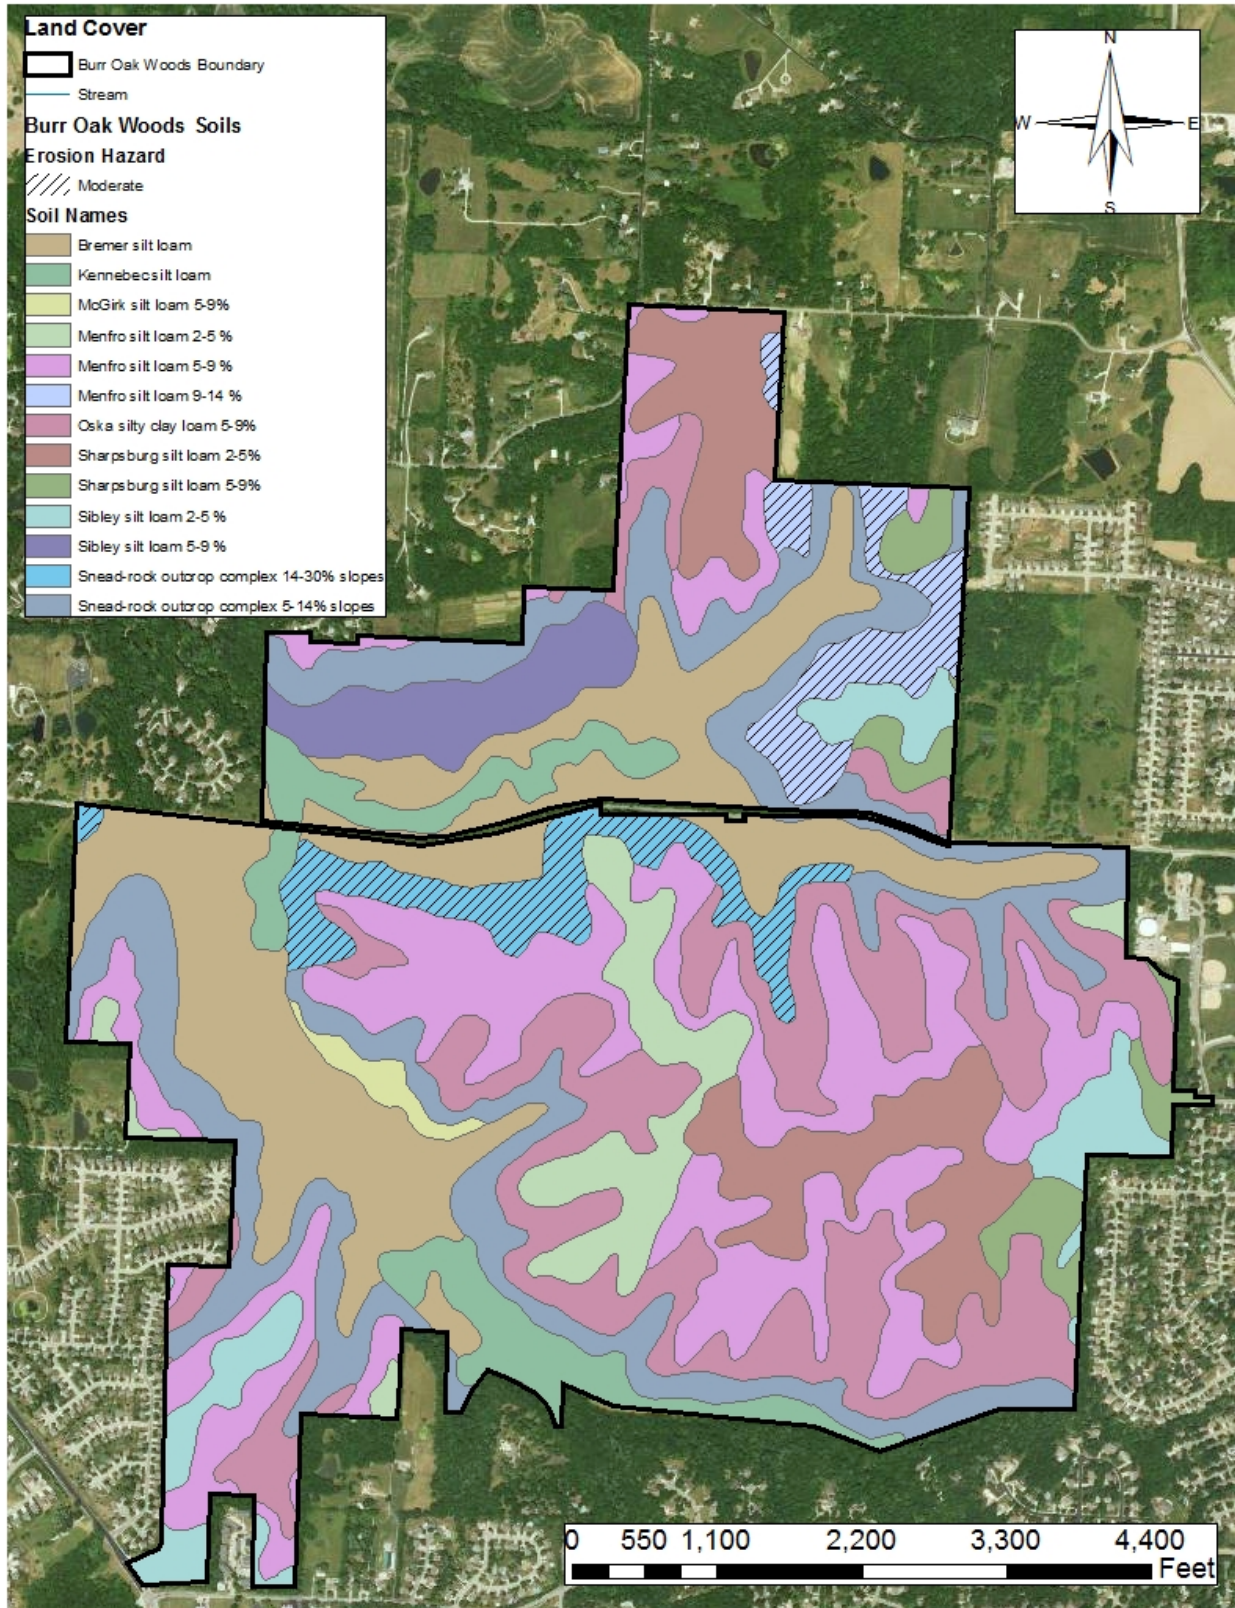 Land Cover
Burr Oak Woods Boundary
Stream
Burr Oak Woods Soils
Erosion Hazard
Moderate
Soil Names
Bremer silt loam
Kennebec silt loam
McGirk silt loam 5-9%
Menfro silt loam 2-5 %
Menfro silt loam 5-9 %
Menfro silt loam 9-14 %
Oska silty clay loam 5-9%
Sharpsburg silt loam 2-5%
Sharpsburg silt loam 5-9%
Sibley silt loam 2-5 %
Sibley silt loam 5-9 %
Snead-rock outcrop complex 14-30% slopes
Snead-rock outcrop complex 5-14% slopes
N
W E
S
0 550 1,100 2,200 3,300 4,400
Feet